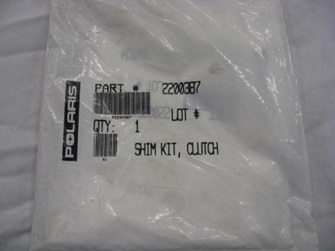 POLARIS
PART # 2200387
LOT #
QTY: 1
SHIM KIT, CLUTCH